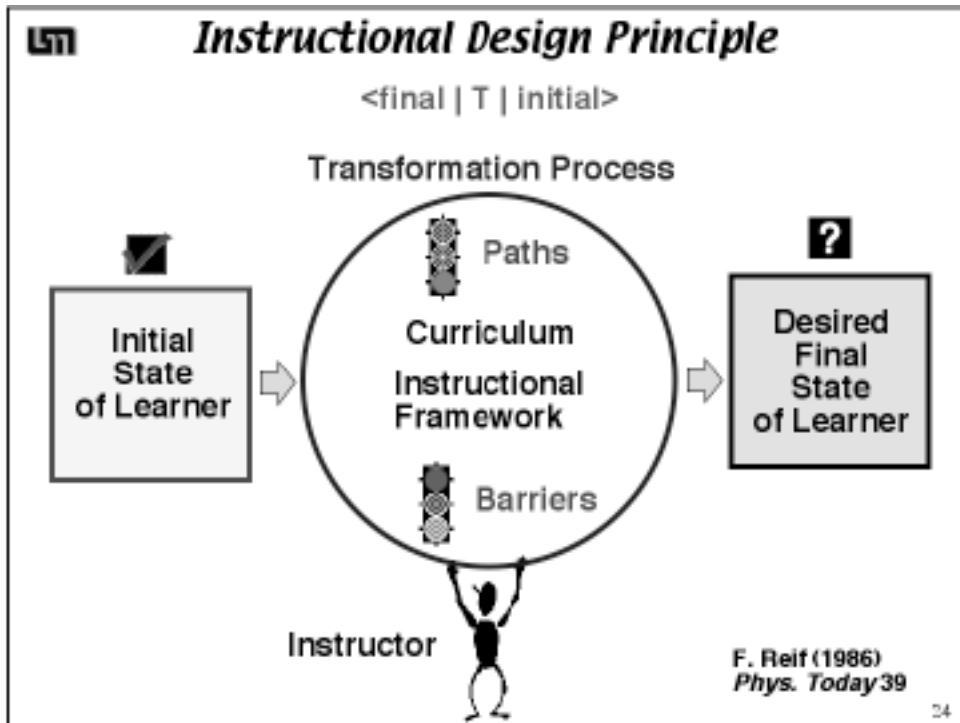 UM
Instructional Design Principle
<final | T | initial>
Transformation Process
Paths
?
Initial
State
of Learner
Curriculum
Instructional
Framework
Desired
Final
State
of Learner
Barriers
Instructor
F. Reif (1986)
Phys. Today 39
24